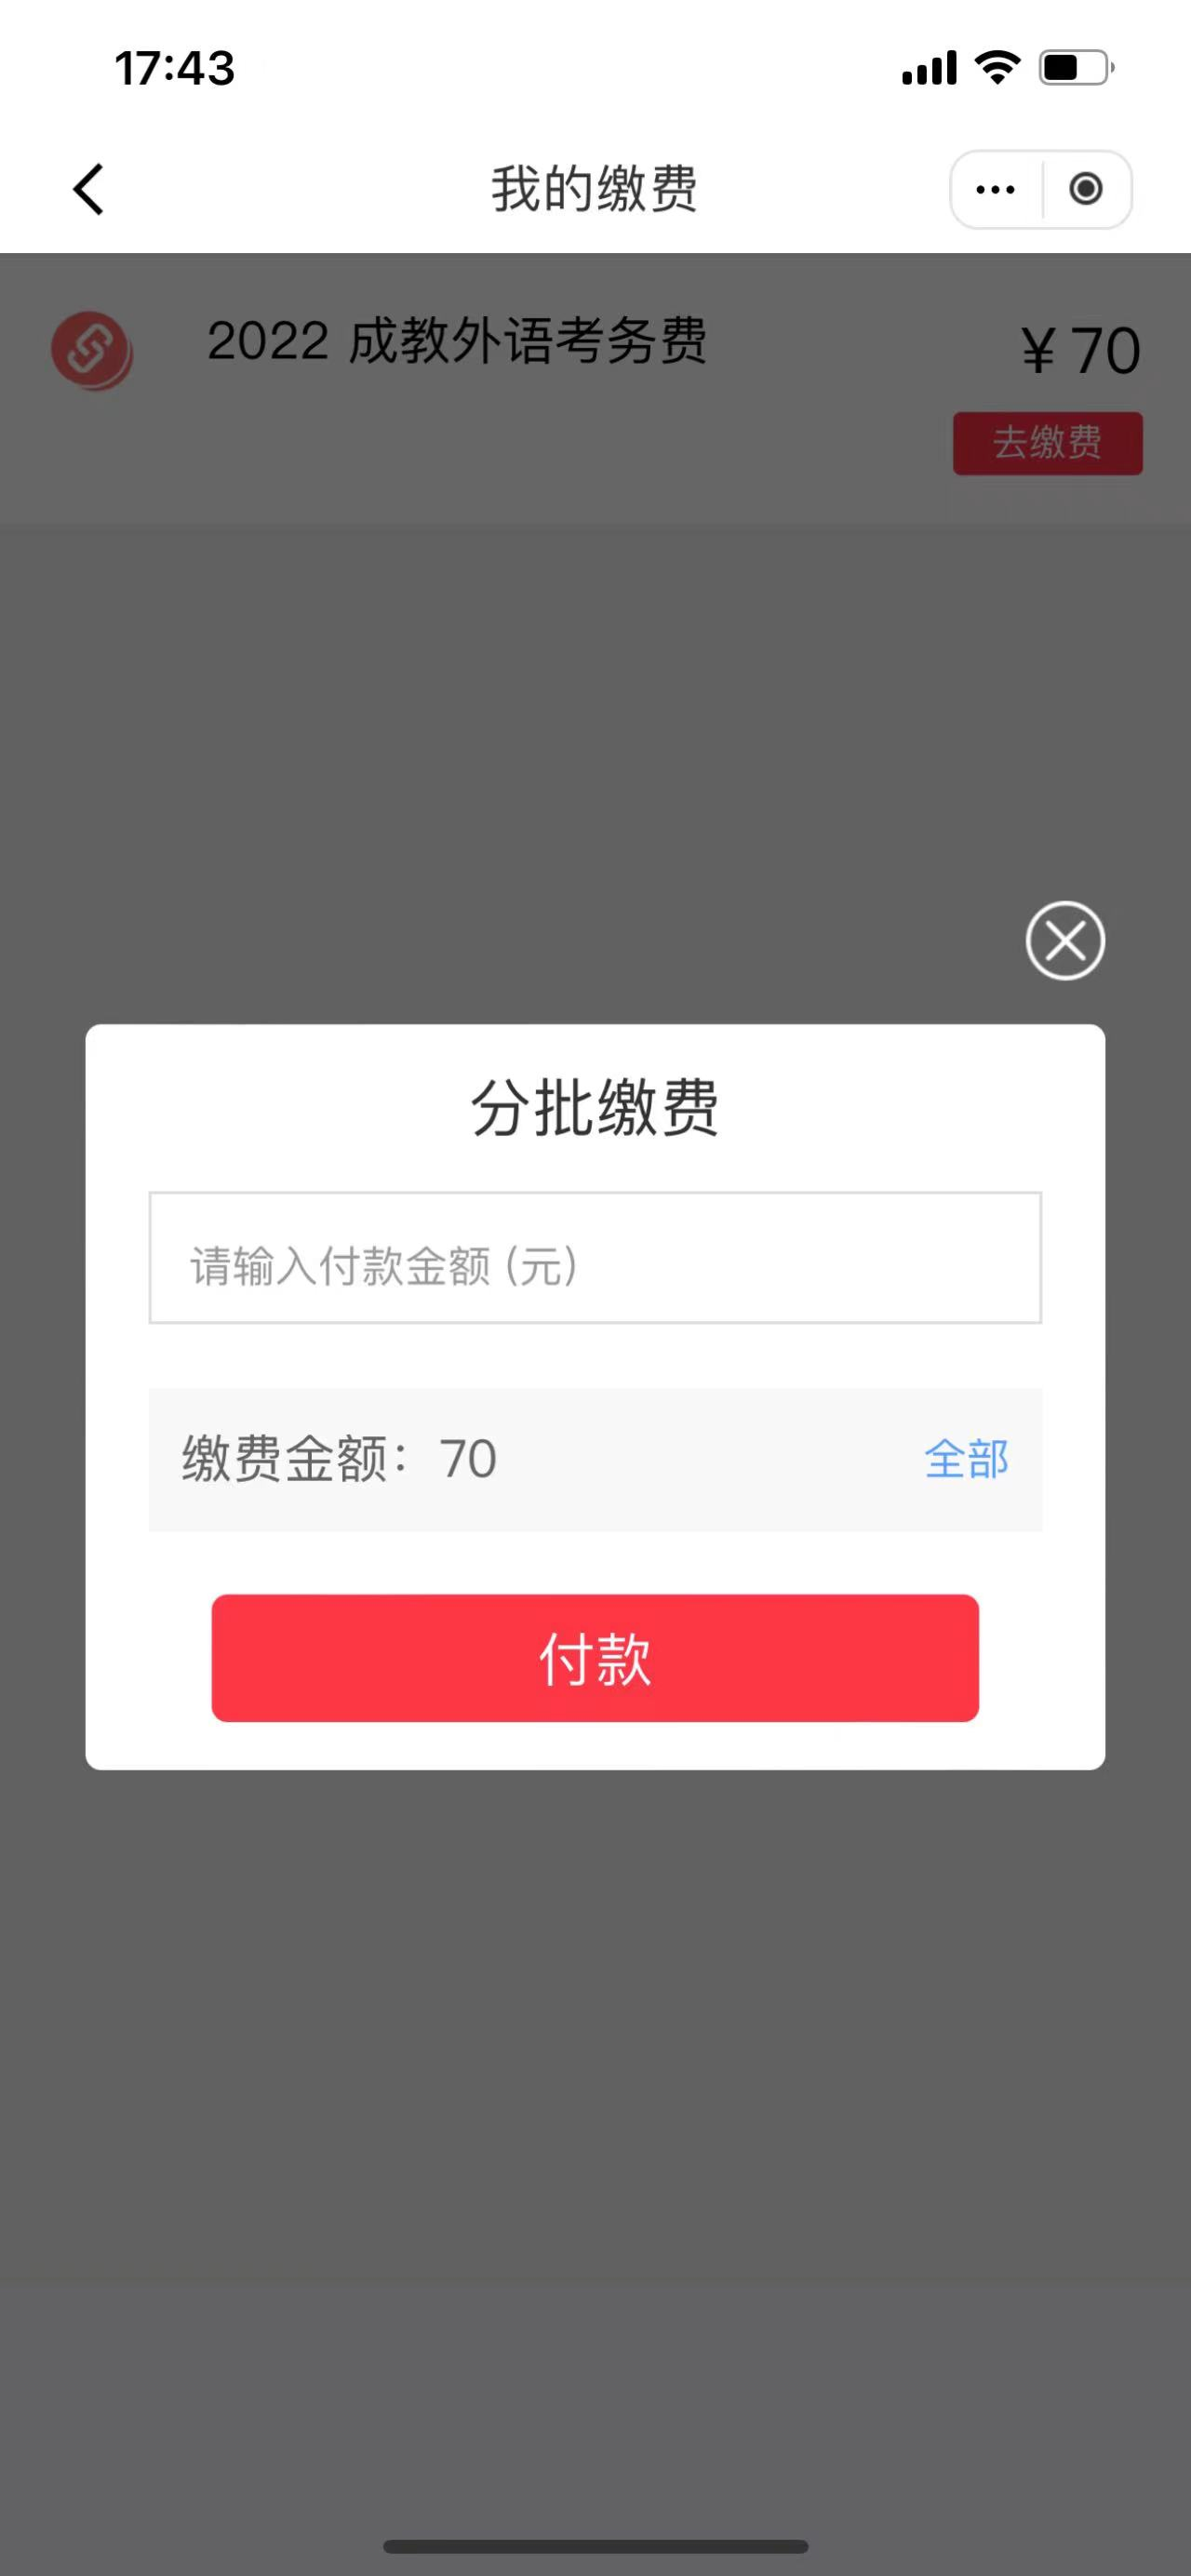 17:43
我的缴费
2022 成教外语考务费
¥70
去缴费
分批缴费
请输入付款金额 (元)
缴费金额：70
全部
付款